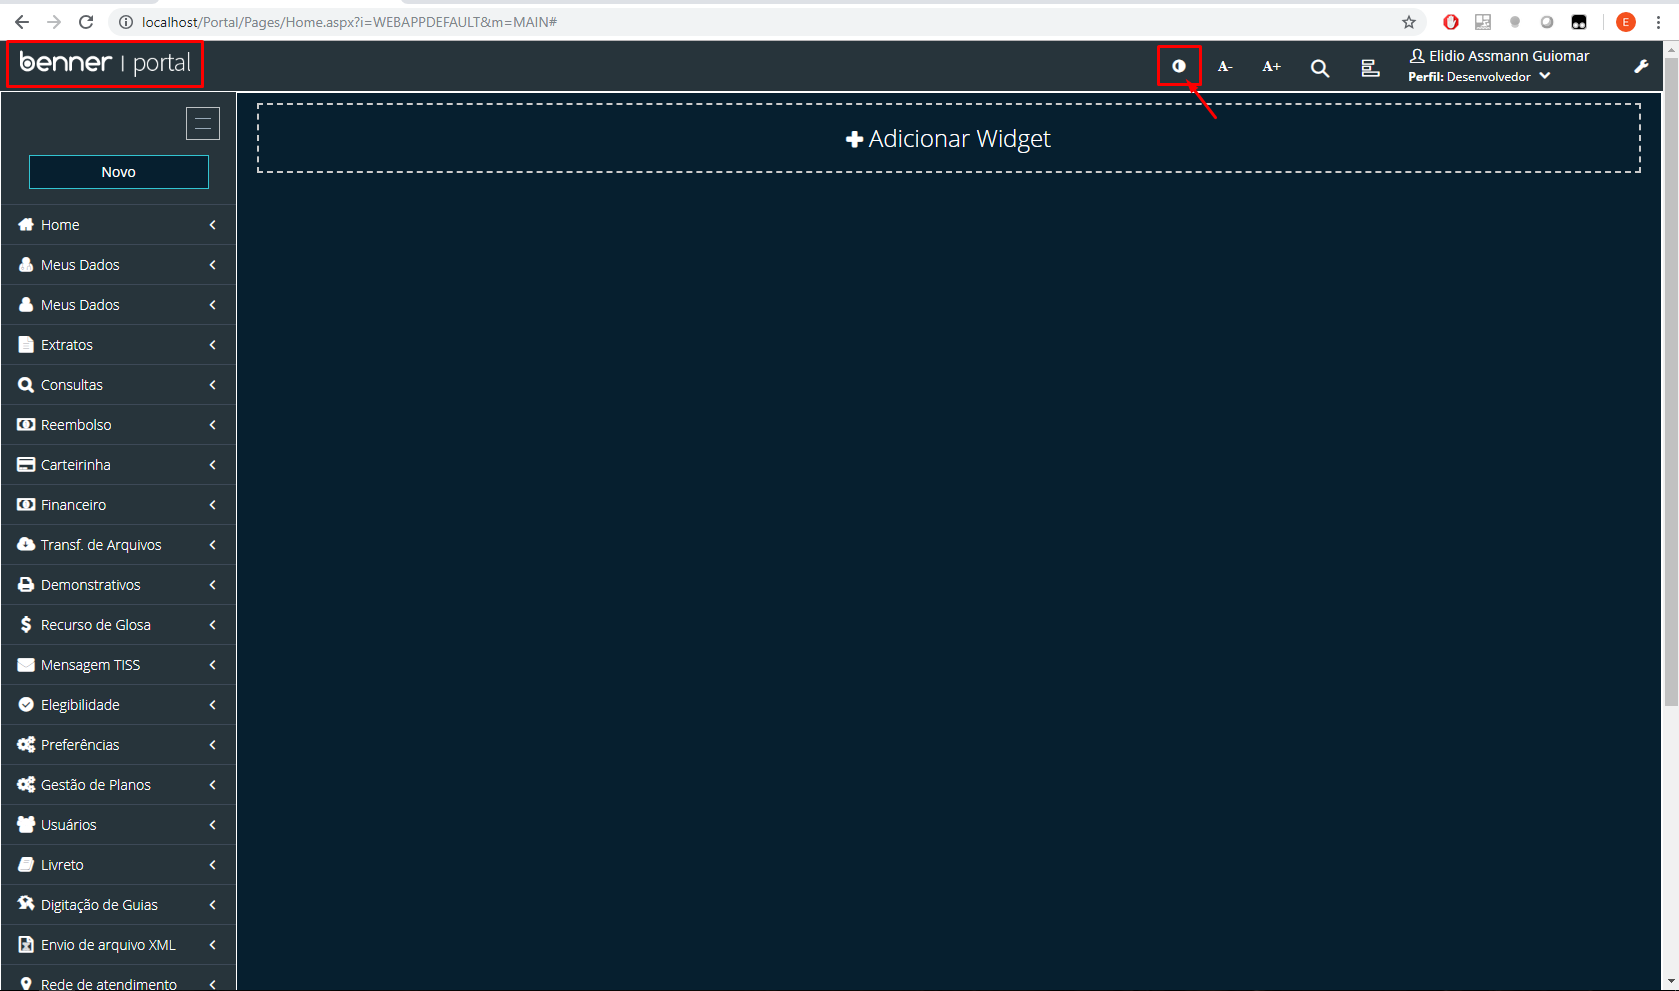 localhost/Portal/Pages/Home.aspx?i=WEBAPPDEFAULT&m=MAIN#
E
benner | portal
A-
A+
Elidio Assmann Guiomar
Perfil: Desenvolvedor
Novo
Adicionar Widget
Home
Meus Dados
Meus Dados
Extratos
Consultas
Reembolso
Carteirinha
Financeiro
Transf. de Arquivos
Demonstrativos
Recurso de Glosa
Mensagem TISS
Elegibilidade
Preferências
Gestão de Planos
Usuários
Livreto
Digitação de Guias
Envio de arquivo XML
Rede de atendimento